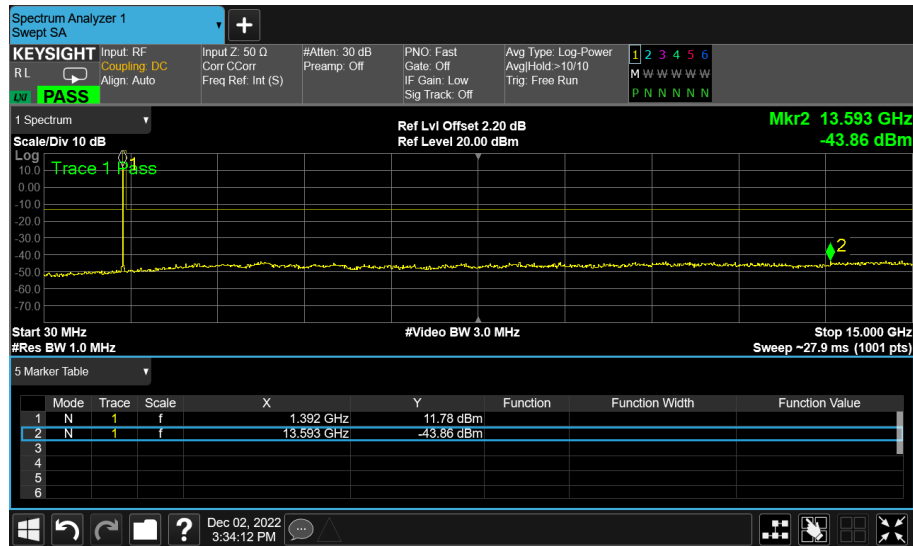 Spectrum Analyzer 1
Swept SA
+
KEYSIGHT
RL
LXI PASS
Input: RF
Coupling: DC
Align: Auto
Input Z: 50 Ω
Corr CCorr
Freq Ref: Int (S)
#Atten: 30 dB
Preamp: Off
PNO: Fast
Gate: Off
IF Gain: Low
Sig Track: Off
Avg Type: Log-Power
Avg|Hold:>10/10
Trig: Free Run
1 2 3 4 5 6
M W W W W W
P N N N N N
1 Spectrum
Scale/Div 10 dB
Ref Lvl Offset 2.20 dB
Ref Level 20.00 dBm
Mkr2 13.593 GHz
-43.86 dBm
Log
Trace 1 Pass
1
10.0
0.00
-10.0
-20.0
-30.0
-40.0
-50.0
-60.0
-70.0
2
Start 30 MHz
#Video BW 3.0 MHz
Stop 15.000 GHz
#Res BW 1.0 MHz
Sweep ~27.9 ms (1001 pts)
5 Marker Table
Mode Trace Scale X Y Function Function Width Function Value
1 N 1 f 1.392 GHz 11.78 dBm
2 N 1 f 13.593 GHz -43.86 dBm
3
4
5
6
?
Dec 02, 2022
3:34:12 PM